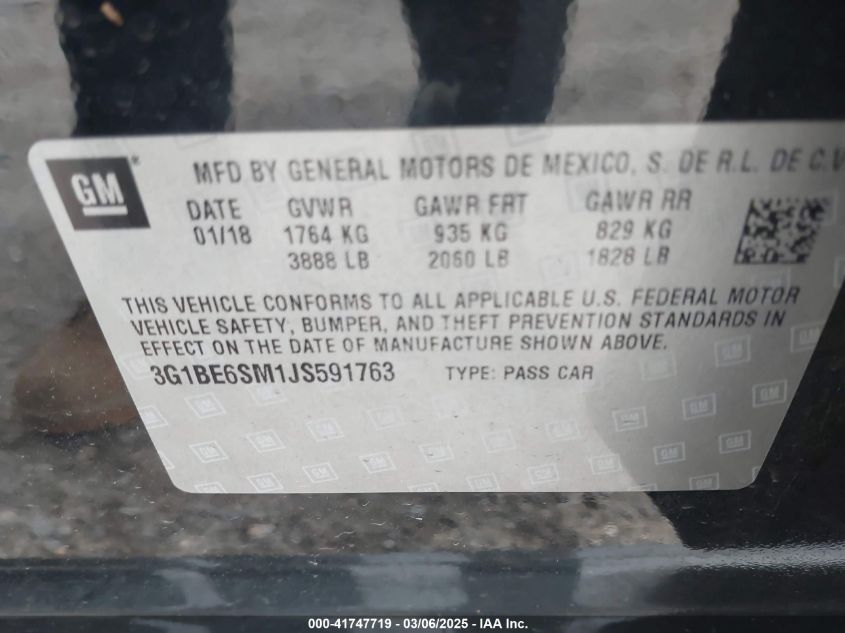 GM ® MFD BY GENERAL MOTORS DE MEXICO, S. DE R.L. DE C.V
DATE GVWR GAWR FRT GAWR RR
01/18 1764 KG 935 KG 829 KG
3888 LB 2060 LB 1828 LB
THIS VEHICLE CONFORMS TO ALL APPLICABLE U.S. FEDERAL MOTOR
VEHICLE SAFETY, BUMPER, AND THEFT PREVENTION STANDARDS IN
EFFECT ON THE DATE OF MANUFACTURE SHOWN ABOVE.
3G1BE6SM1JS591763 TYPE: PASS CAR
000-41747719 - 03/06/2025 - IAAI.COM